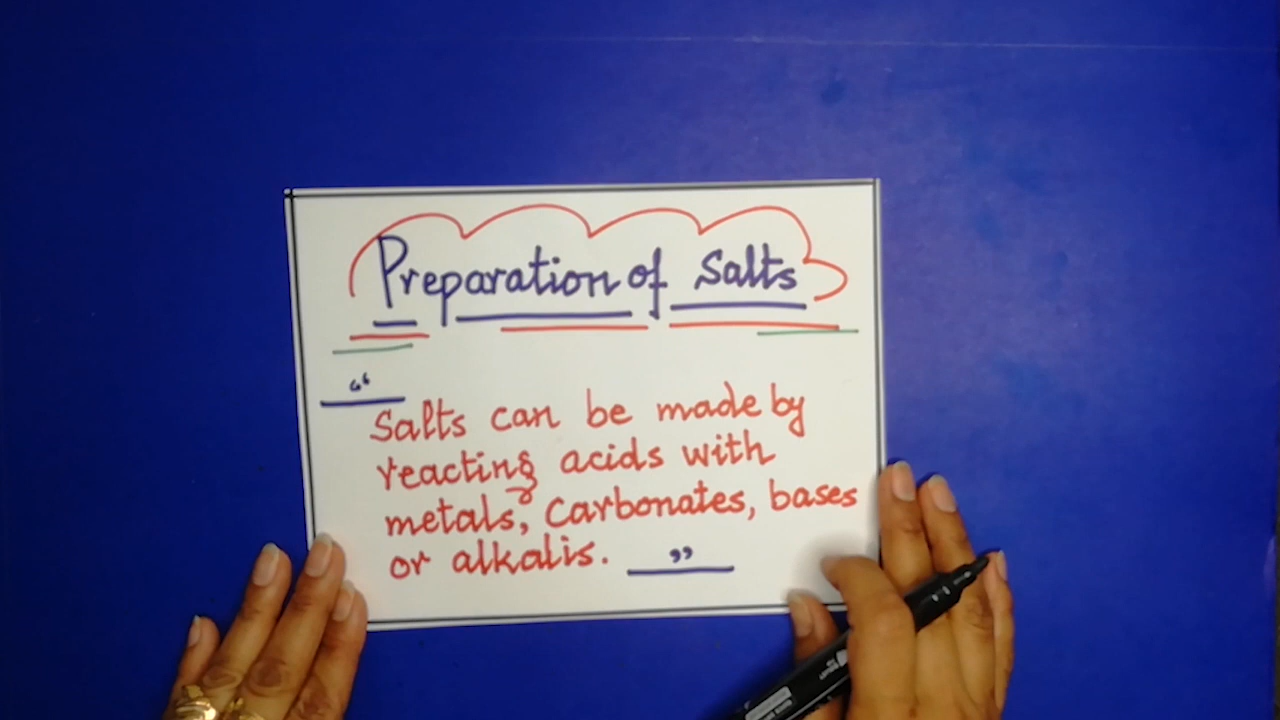 Preparation of Salts
“
Salts can be made by
reacting acids with
metals, carbonates, bases
or alkalis. ”